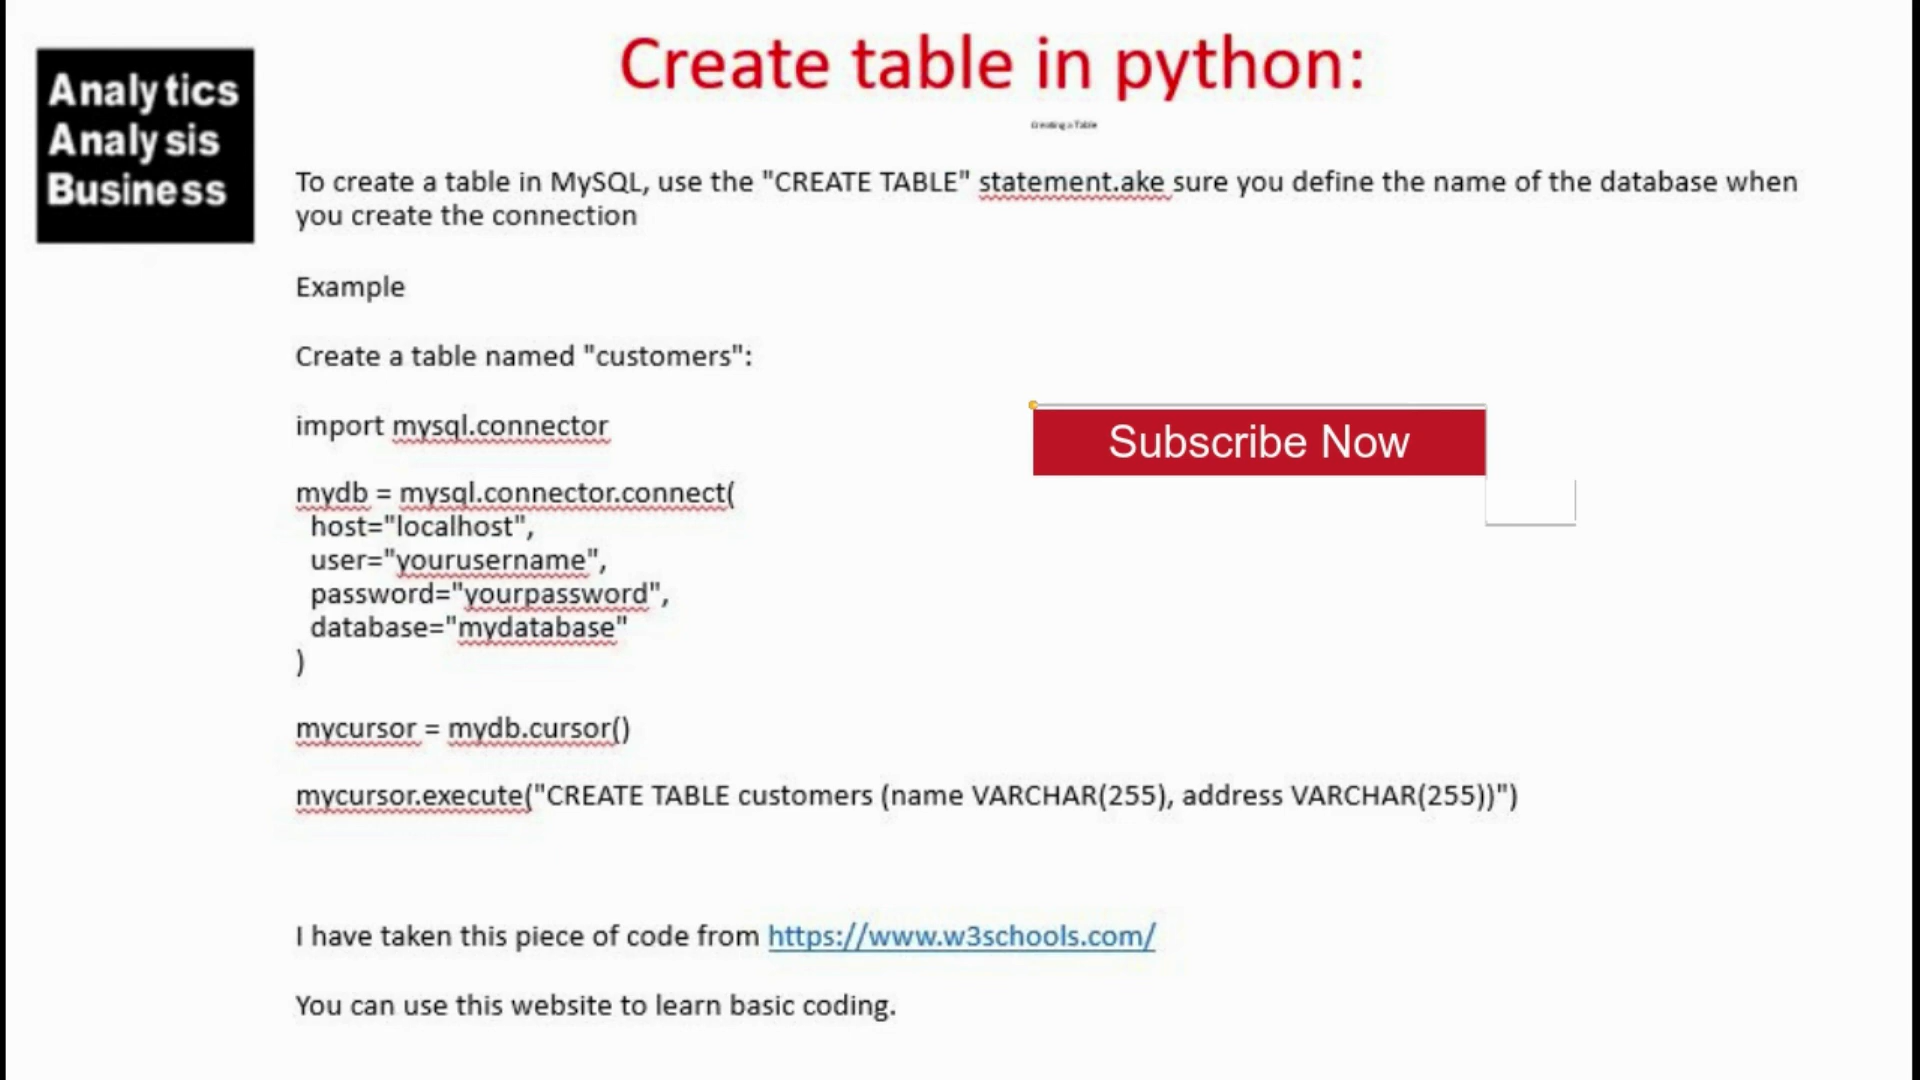 Analytics
Analysis
Business
Create table in python:
Creating a Table
To create a table in MySQL, use the "CREATE TABLE" statement.ake sure you define the name of the database when
you create the connection
Example
Create a table named "customers":
import mysql.connector
Subscribe Now
mydb = mysql.connector.connect(
host="localhost",
user="yourusername",
password="yourpassword",
database="mydatabase"
)
mycursor = mydb.cursor()
mycursor.execute("CREATE TABLE customers (name VARCHAR(255), address VARCHAR(255))")
I have taken this piece of code from https://www.w3schools.com/
You can use this website to learn basic coding.